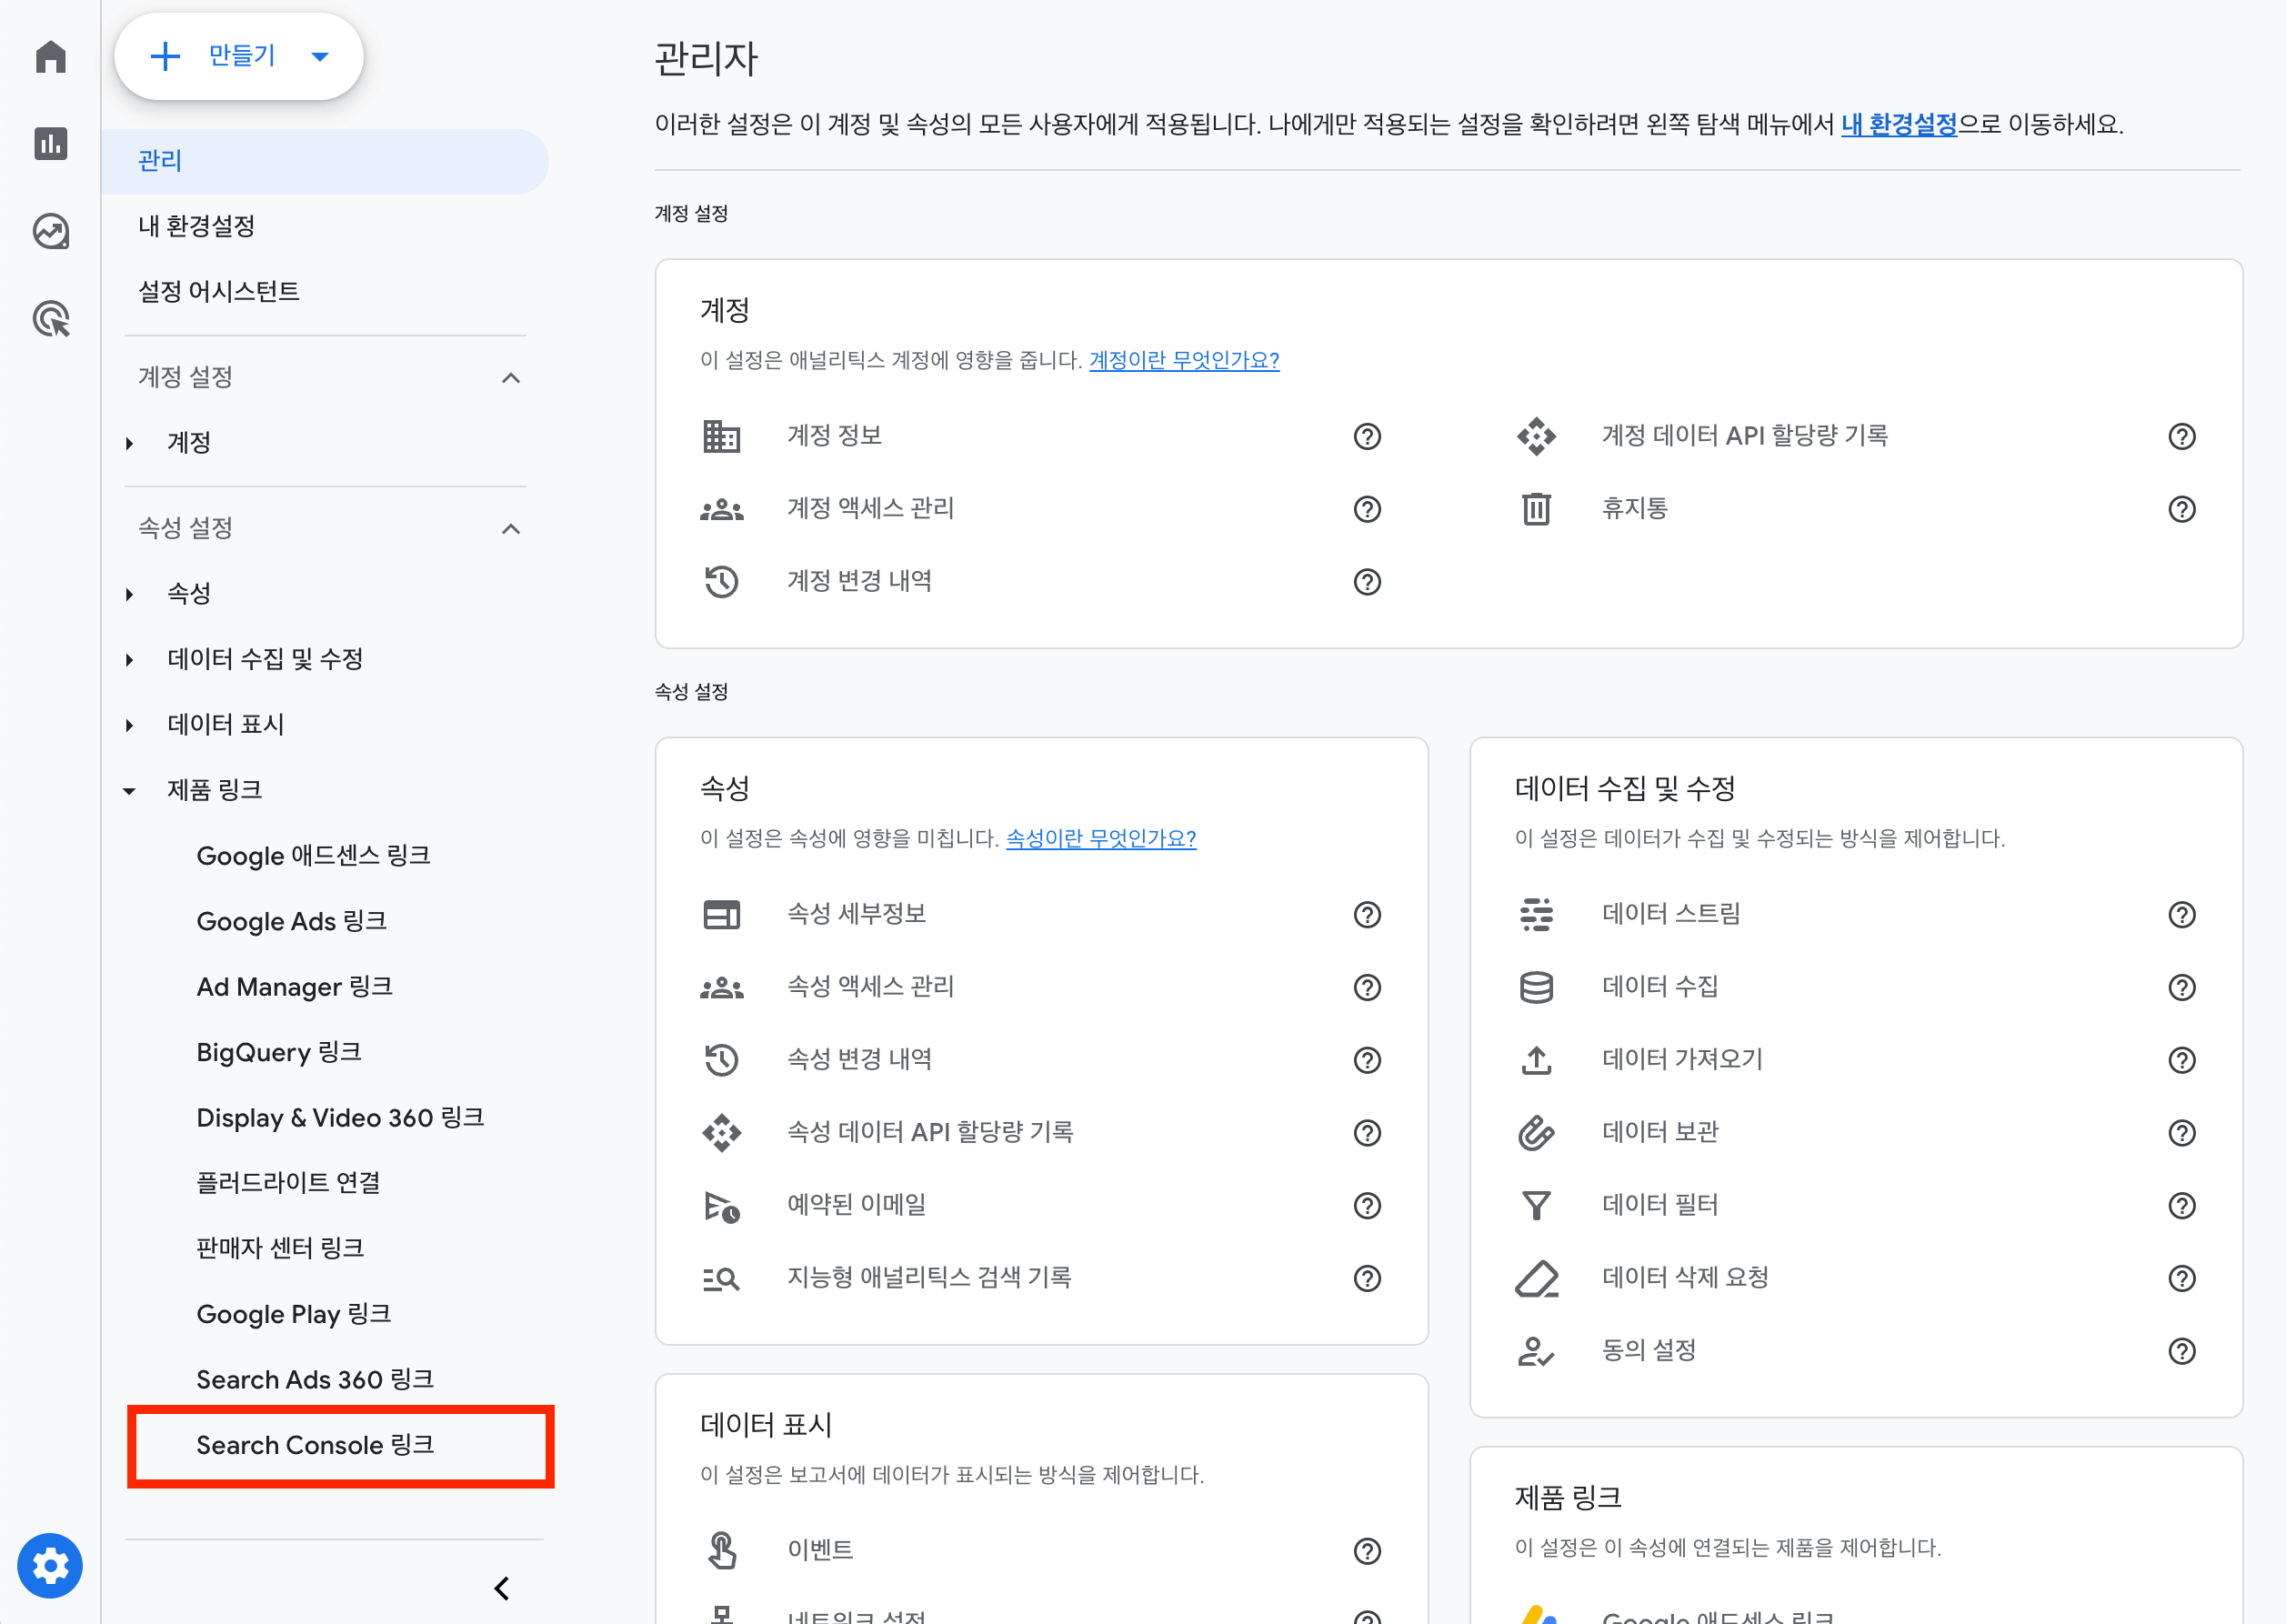 만들기
관리
내 환경설정
설정 어시스턴트
계정 설정
계정
속성 설정
속성
데이터 수집 및 수정
데이터 표시
제품 링크
Google 애드센스 링크
Google Ads 링크
Ad Manager 링크
BigQuery 링크
Display & Video 360 링크
플러드라이트 연결
판매자 센터 링크
Google Play 링크
Search Ads 360 링크
Search Console 링크
관리자
이러한 설정은 이 계정 및 속성의 모든 사용자에게 적용됩니다. 나에게만 적용되는 설정을 확인하려면 왼쪽 탐색 메뉴에서 내 환경설정으로 이동하세요.
계정 설정
계정
이 설정은 애널리틱스 계정에 영향을 줍니다. 계정이란 무엇인가요?
계정 정보
계정 액세스 관리
계정 변경 내역
계정 데이터 API 할당량 기록
휴지통
속성 설정
속성
이 설정은 속성에 영향을 미칩니다. 속성이란 무엇인가요?
속성 세부정보
속성 액세스 관리
속성 변경 내역
속성 데이터 API 할당량 기록
예약된 이메일
지능형 애널리틱스 검색 기록
데이터 표시
이 설정은 보고서에 데이터가 표시되는 방식을 제어합니다.
이벤트
네트워크 설정
데이터 수집 및 수정
이 설정은 데이터가 수집 및 수정되는 방식을 제어합니다.
데이터 스트림
데이터 수집
데이터 가져오기
데이터 보관
데이터 필터
데이터 삭제 요청
동의 설정
제품 링크
이 설정은 이 속성에 연결되는 제품을 제어합니다.
Google 애드센스 링크